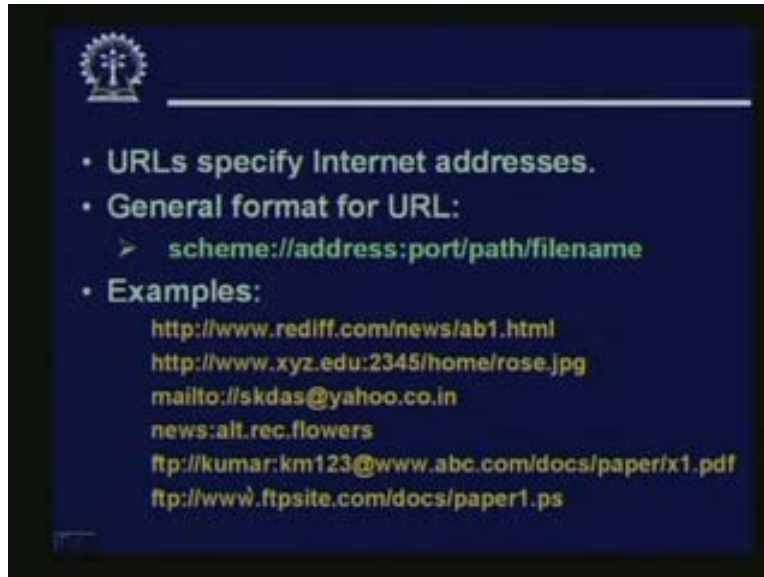 • URLs specify Internet addresses.
• General format for URL:
➢ scheme://address:port/path/filename
• Examples:
http://www.rediff.com/news/ab1.html
http://www.xyz.edu:2345/home/rose.jpg
mailto://skdas@yahoo.co.in
news:alt.rec.flowers
ftp://kumar:km123@www.abc.com/docs/paper/x1.pdf
ftp://www.ftpsite.com/docs/paper1.ps